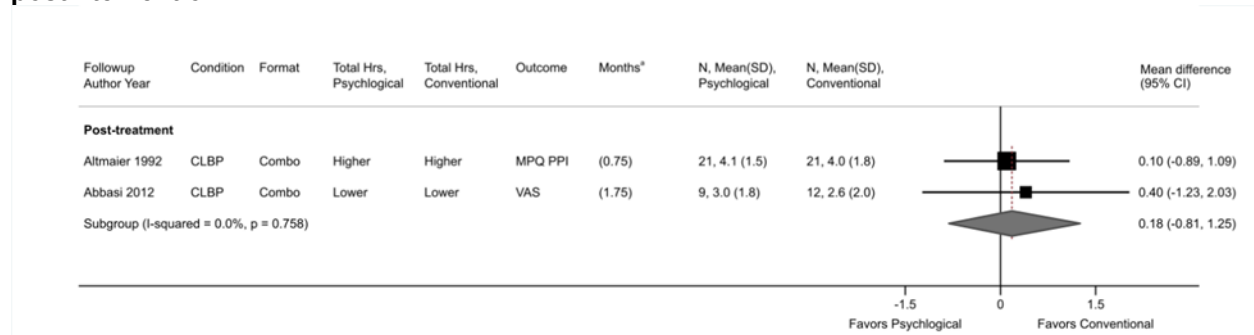 Followup Author Year Condition Format Total Hrs, Psychlogical Total Hrs, Conventional Outcome Monthsᵃ N, Mean(SD), Psychlogical N, Mean(SD), Conventional Mean difference (95% CI)
Post-treatment
Altmaier 1992 CLBP Combo Higher Higher MPQ PPI (0.75) 21, 4.1 (1.5) 21, 4.0 (1.8) 0.10 (-0.89, 1.09)
Abbasi 2012 CLBP Combo Lower Lower VAS (1.75) 9, 3.0 (1.8) 12, 2.6 (2.0) 0.40 (-1.23, 2.03)
Subgroup (I-squared = 0.0%, p = 0.758) 0.18 (-0.81, 1.25)
-1.5 0 1.5
Favors Psychlogical Favors Conventional